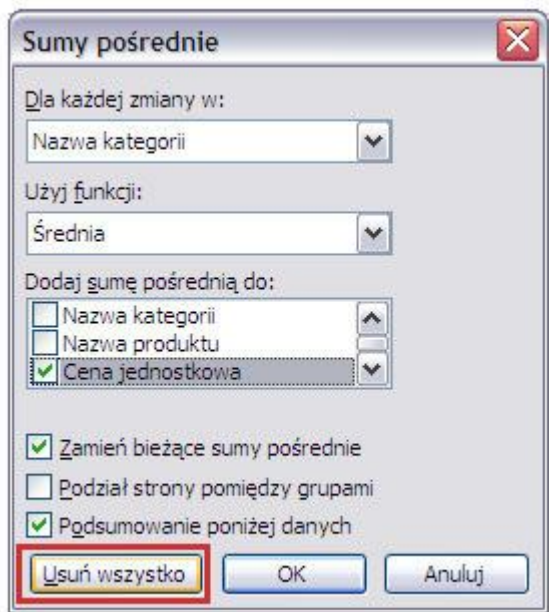 Sumy pośrednie
Dla każdej zmiany w:
Nazwa kategorii
Użyj funkcji:
Średnia
Dodaj sumę pośrednią do:
Nazwa kategorii
Nazwa produktu
Cena jednostkowa
Zamień bieżące sumy pośrednie
Podział strony pomiędzy grupami
Podsumowanie poniżej danych
Usuń wszystko OK Anuluj